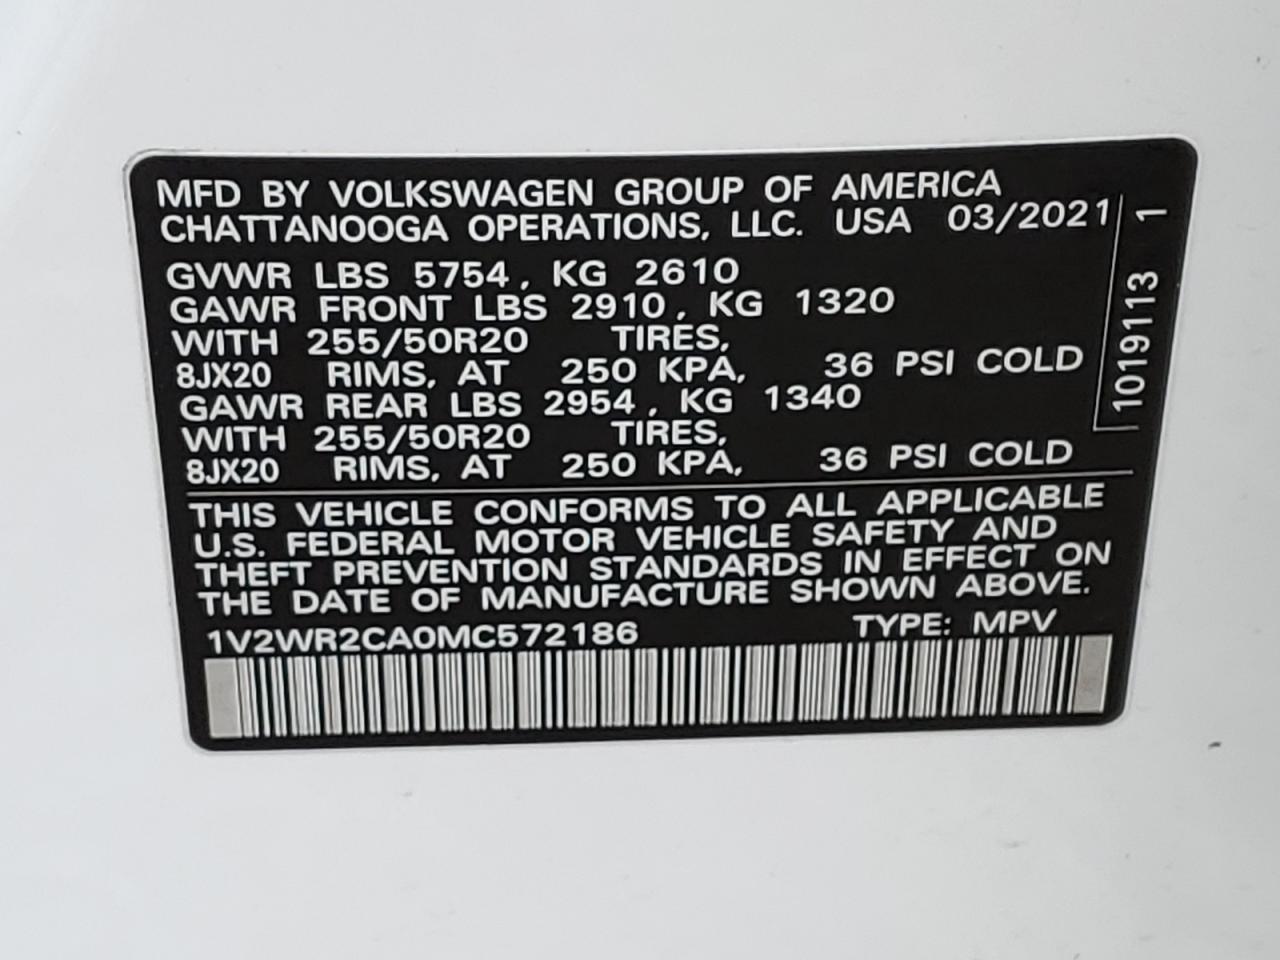 MFD BY VOLKSWAGEN GROUP OF AMERICA
CHATTANOOGA OPERATIONS, LLC. USA 03/2021
GVWR LBS 5754, KG 2610
GAWR FRONT LBS 2910, KG 1320
WITH 255/50R20 TIRES,
8JX20 RIMS, AT 250 KPA, 36 PSI COLD
GAWR REAR LBS 2954, KG 1340
WITH 255/50R20 TIRES,
8JX20 RIMS, AT 250 KPA, 36 PSI COLD
THIS VEHICLE CONFORMS TO ALL APPLICABLE
U.S. FEDERAL MOTOR VEHICLE SAFETY AND
THEFT PREVENTION STANDARDS IN EFFECT ON
THE DATE OF MANUFACTURE SHOWN ABOVE.
1V2WR2CA0MC572186 TYPE: MPV
1019113 1